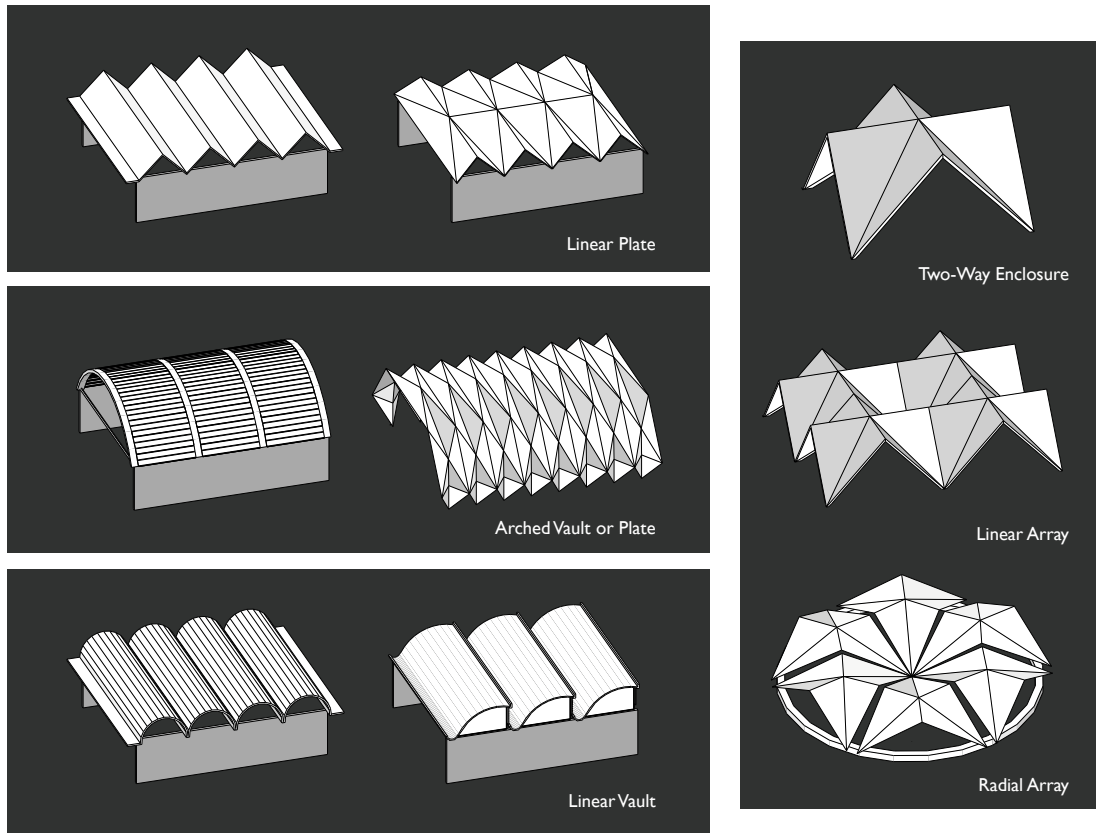 Linear Plate
Arched Vault or Plate
Linear Vault
Two-Way Enclosure
Linear Array
Radial Array